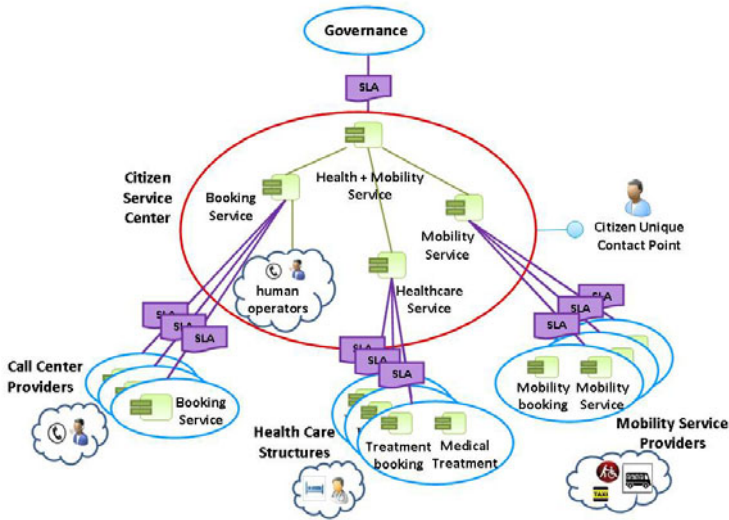 Governance
SLA
Citizen
Service
Center
Booking
Service
Health + Mobility
Service
Mobility
Service
Citizen Unique
Contact Point
human
operators
Healthcare
Service
SLA
SLA
SLA
SLA
SLA
SLA
SLA
SLA
SLA
Call Center
Providers
Booking
Service
Health Care
Structures
Treatment
booking
Medical
Treatment
Mobility
booking
Mobility
Service
Mobility Service
Providers
TAXI